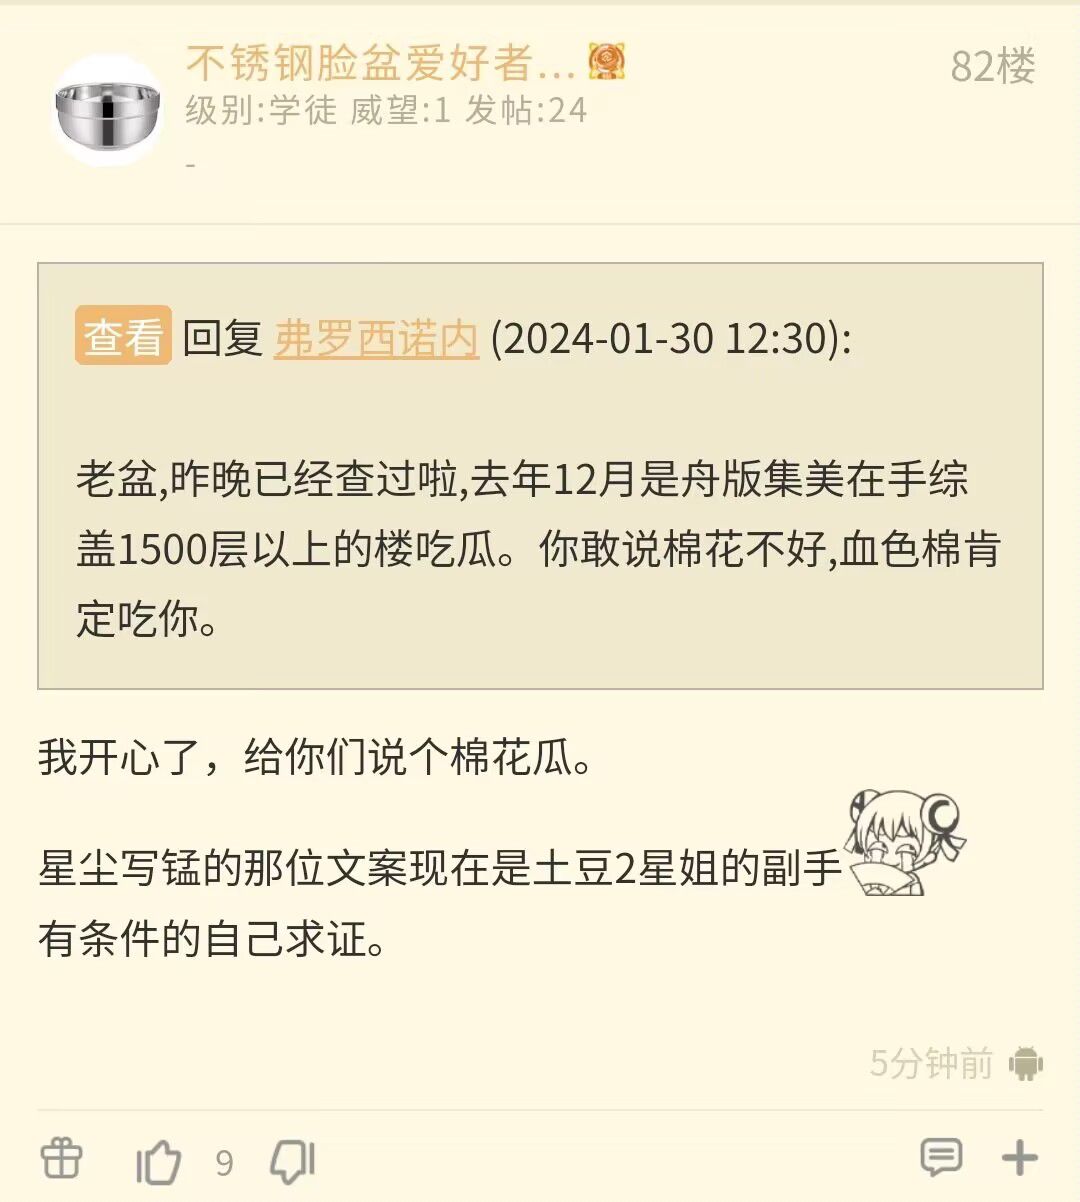 不锈钢脸盆爱好者...
82楼
级别:学徒 威望:1 发帖:24
-
查看 回复 弗罗西诺内 (2024-01-30 12:30):
老盆,昨晚已经查过啦,去年12月是舟版集美在手综
盖1500层以上的楼吃瓜。你敢说棉花不好,血色棉肯
定吃你。
我开心了，给你们说个棉花瓜。
星尘写锰的那位文案现在是土豆2星姐的副手
有条件的自己求证。
5分钟前
9